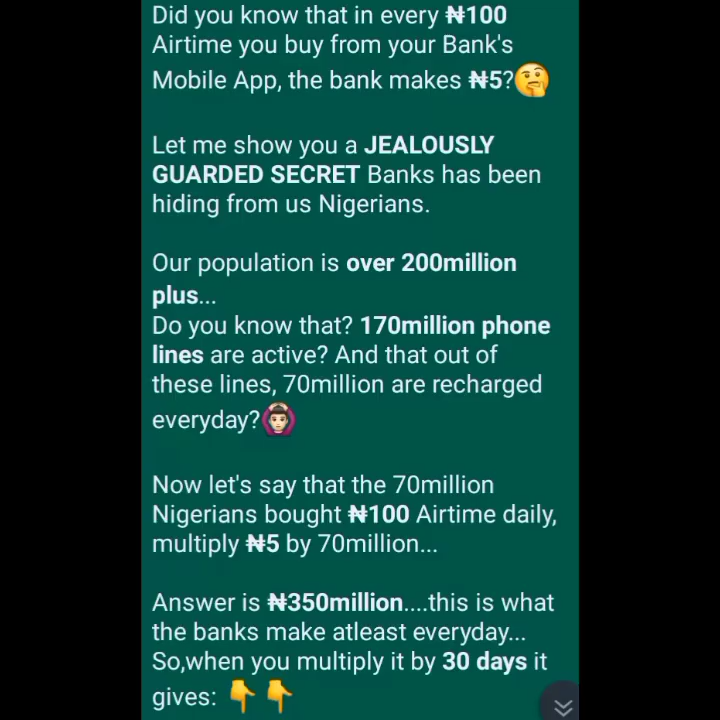 Did you know that in every ₦100
Airtime you buy from your Bank's
Mobile App, the bank makes ₦5?🤔
Let me show you a JEALOUSLY
GUARDED SECRET Banks has been
hiding from us Nigerians.
Our population is over 200million
plus...
Do you know that? 170million phone
lines are active? And that out of
these lines, 70million are recharged
everyday?🙆🏻‍♂️
Now let's say that the 70million
Nigerians bought ₦100 Airtime daily,
multiply ₦5 by 70million...
Answer is ₦350million....this is what
the banks make atleast everyday...
So,when you multiply it by 30 days it
gives: 👇👇